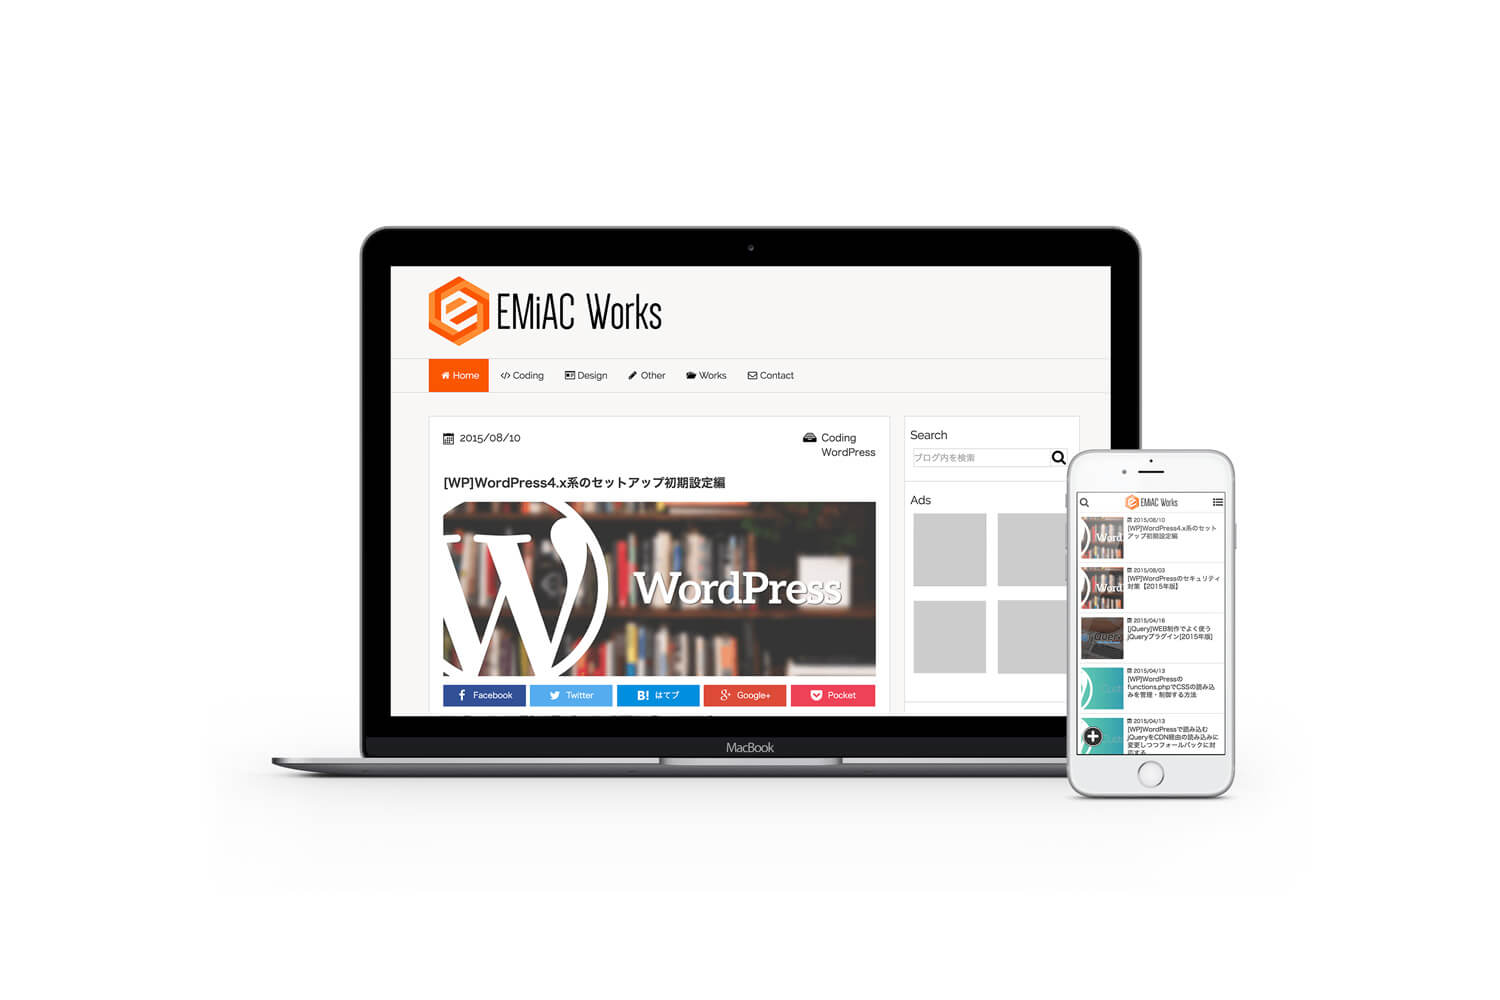 EMiAC Works
Home
Coding
Design
Other
Works
Contact
2015/08/10
Coding
WordPress
[WP]WordPress4.x系のセットアップ初期設定編
WordPress
Facebook
Twitter
B! はてブ
Google+
Pocket
Search
ブログ内を検索
Ads
MacBook
EMiAC Works
2015/08/10
[WP]WordPress4.x系のセット
アップ初期設定編
2015/08/03
[WP]WordPressのセキュリティ
対策【2015年版】
2015/04/16
[jQuery]WEB制作でよく使う
jQueryプラグイン[2015年版]
2015/04/13
[WP]WordPressの
functions.phpでCSSの読み込
みを管理・制御する方法
2015/04/13
[WP]WordPressで読み込む
jQueryをCDN経由の読み込みに
変更しつつフォールバックに対
応する